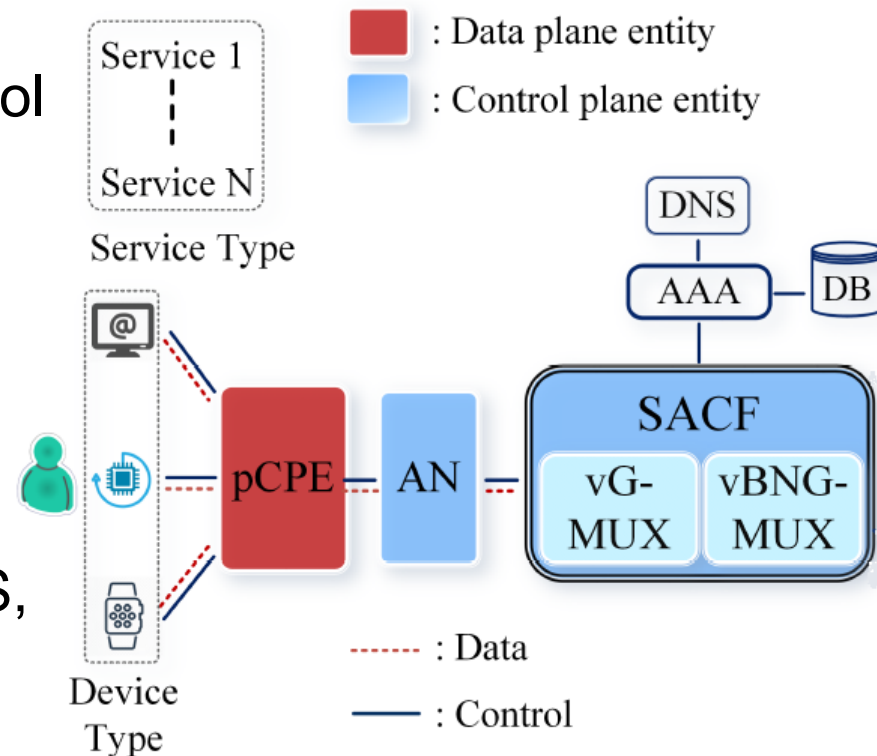 ol
Service 1
Service N
Service Type
: Data plane entity
: Control plane entity
DNS
AAA
DB
@
SACF
pCPE
AN
vG-
MUX
vBNG-
MUX
S,
Device
Type
: Data
: Control